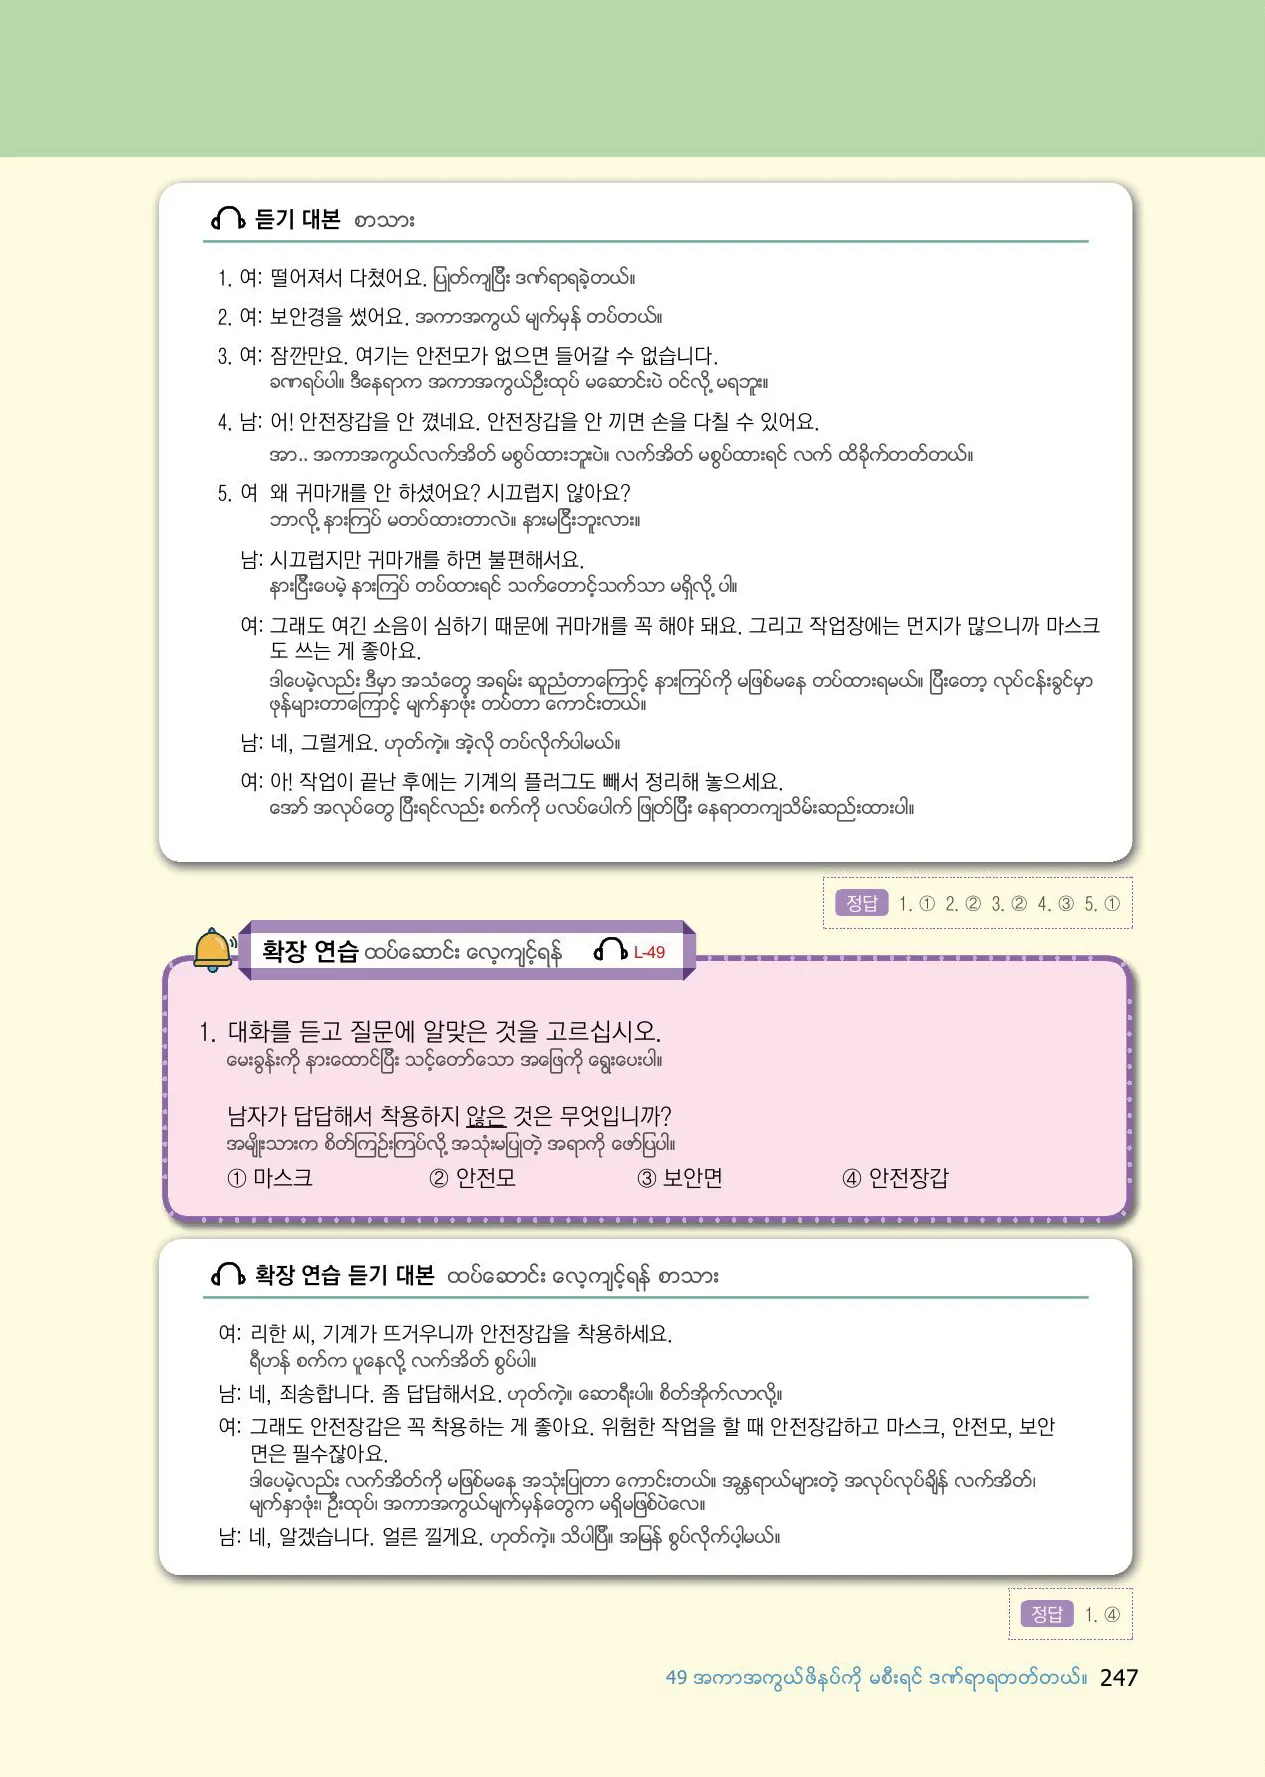 듣기 대본 စာသား
1. 여: 떨어져서 다쳤어요. ပြုတ်ကျပြီး ဒဏ်ရာရခဲ့တယ်။
2. 여: 보안경을 썼어요. အကာအကွယ် မျက်မှန် တပ်တယ်။
3. 여: 잠깐만요. 여기는 안전모가 없으면 들어갈 수 없습니다.
ခဏရပ်ပါ။ ဒီနေရာက အကာအကွယ်ဦးထုပ် မဆောင်းပဲ ဝင်လို့ မရဘူး။
4. 남: 어! 안전장갑을 안 꼈네요. 안전장갑을 안 끼면 손을 다칠 수 있어요.
အာ.. အကာအကွယ်လက်အိတ် မစွပ်ထားဘူးပဲ။ လက်အိတ် မစွပ်ထားရင် လက် ထိခိုက်တတ်တယ်။
5. 여 왜 귀마개를 안 하셨어요? 시끄럽지 않아요?
ဘာလို့ နားကြပ် မတပ်ထားတာလဲ။ နားမငြီးဘူးလား။
남: 시끄럽지만 귀마개를 하면 불편해서요.
နားငြီးပေမဲ့ နားကြပ် တပ်ထားရင် သက်တောင့်သက်သာ မရှိလို့ ပါ။
여: 그래도 여긴 소음이 심하기 때문에 귀마개를 꼭 해야 돼요. 그리고 작업장에는 먼지가 많으니까 마스크
도 쓰는 게 좋아요.
ဒါပေမဲ့လည်း ဒီမှာ အသံတွေ အရမ်း ဆူညံတာကြောင့် နားကြပ်ကို မဖြစ်မနေ တပ်ထားရမယ်။ ပြီးတော့ လုပ်ငန်းခွင်မှာ
ဖုန်များတာကြောင့် မျက်နှာဖုံး တပ်တာ ကောင်းတယ်။
남: 네, 그럴게요. ဟုတ်ကဲ့။ အဲ့လို တပ်လိုက်ပါမယ်။
여: 아! 작업이 끝난 후에는 기계의 플러그도 빼서 정리해 놓으세요.
အော် အလုပ်တွေ ပြီးရင်လည်း စက်ကို ပလပ်ပေါက် ဖြုတ်ပြီး နေရာတကျသိမ်းဆည်းထားပါ။
정답 1. ① 2. ② 3. ② 4. ③ 5. ①
확장 연습 ထပ်ဆောင်း လေ့ကျင့်ရန် L-49
1. 대화를 듣고 질문에 알맞은 것을 고르십시오.
မေးခွန်းကို နားထောင်ပြီး သင့်တော်သော အဖြေကို ရွေးပေးပါ။
남자가 답답해서 착용하지 않은 것은 무엇입니까?
အမျိုးသားက စိတ်ကြဉ်းကြပ်လို့ အသုံးမပြုတဲ့ အရာကို ဖော်ပြပါ။
① 마스크 ② 안전모 ③ 보안면 ④ 안전장갑
확장 연습 듣기 대본 ထပ်ဆောင်း လေ့ကျင့်ရန် စာသား
여: 리한 씨, 기계가 뜨거우니까 안전장갑을 착용하세요.
ရီဟန် စက်က ပူနေလို့ လက်အိတ် စွပ်ပါ။
남: 네, 죄송합니다. 좀 답답해서요. ဟုတ်ကဲ့။ ဆောရီးပါ။ စိတ်အိုက်လာလို့။
여: 그래도 안전장갑은 꼭 착용하는 게 좋아요. 위험한 작업을 할 때 안전장갑하고 마스크, 안전모, 보안
면은 필수잖아요.
ဒါပေမဲ့လည်း လက်အိတ်ကို မဖြစ်မနေ အသုံးပြုတာ ကောင်းတယ်။ အန္တရာယ်များတဲ့ အလုပ်လုပ်ချိန် လက်အိတ်၊
မျက်နှာဖုံး၊ ဦးထုပ်၊ အကာအကွယ်မျက်မှန်တွေက မရှိမဖြစ်ပဲလေ။
남: 네, 알겠습니다. 얼른 낄게요. ဟုတ်ကဲ့။ သိပါပြီ။ အမြန် စွပ်လိုက်ပါ့မယ်။
정답 1. ④
49 အကာအကွယ်ဖိနပ်ကို မစီးရင် ဒဏ်ရာရတတ်တယ်။ 247